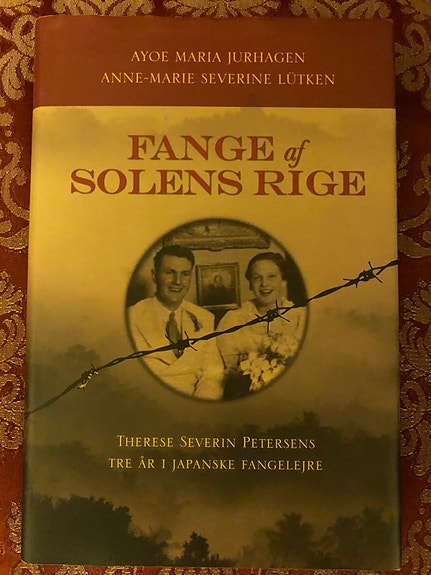 AYOE MARIA JURHAGEN
ANNE-MARIE SEVERINE LÜTKEN
FANGE af
SOLENS RIGE
THERESE SEVERIN PETERSENS
TRE ÅR I JAPANSKE FANGELEJRE